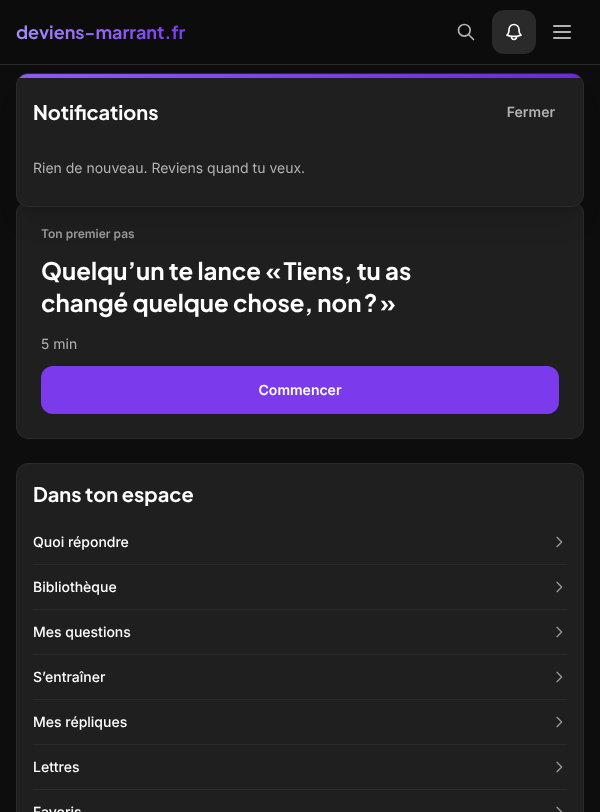 deviens-marrant.fr
Notifications
Fermer
Rien de nouveau. Reviens quand tu veux.
Ton premier pas
Quelqu’un te lance « Tiens, tu as
changé quelque chose, non ? »
5 min
Commencer
Dans ton espace
Quoi répondre
Bibliothèque
Mes questions
S’entraîner
Mes répliques
Lettres
Favoris